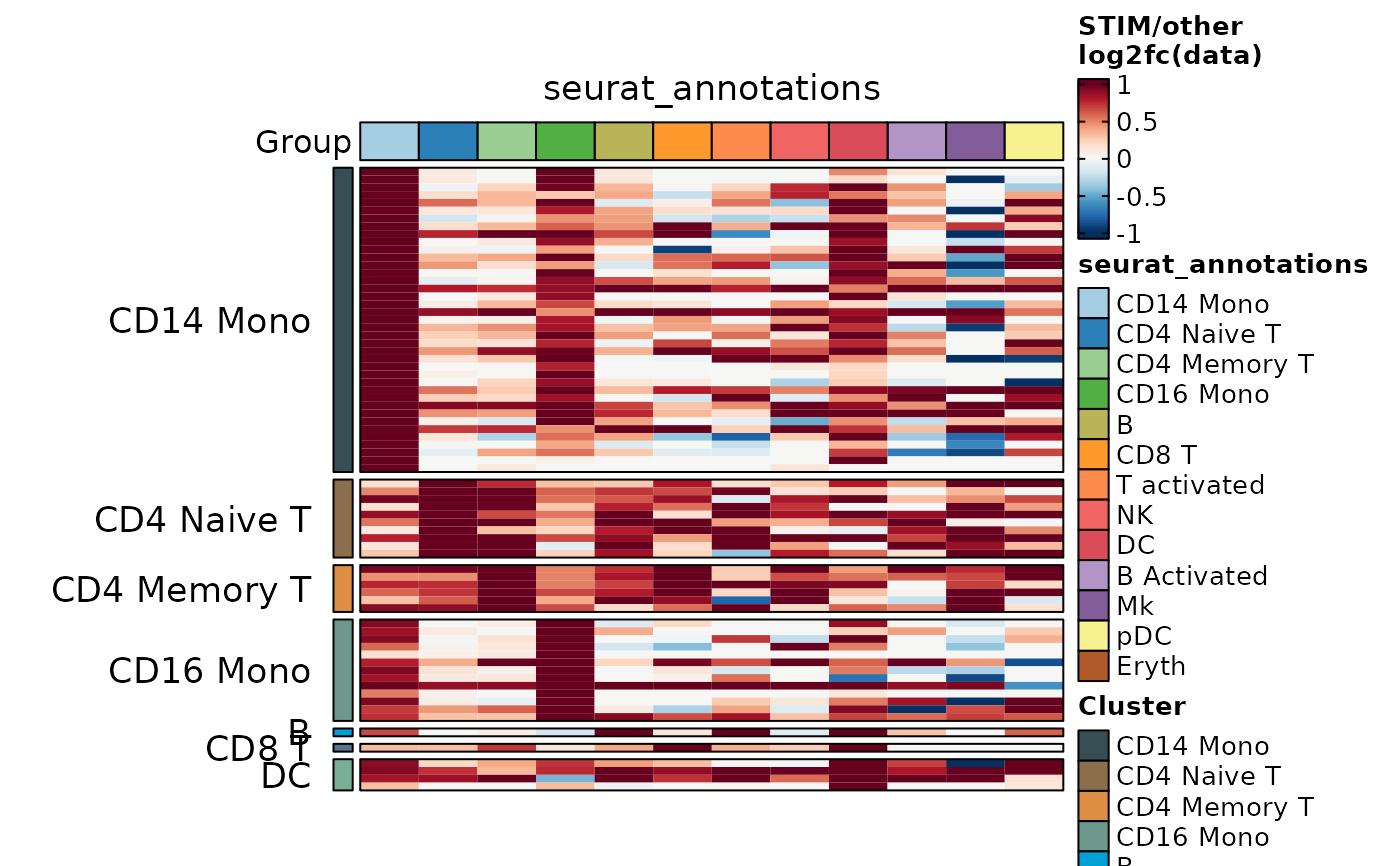 STIM/other
log2fc(data)
seurat_annotations
Group
1
0.5
0
-0.5
-1
seurat_annotations
CD14 Mono
CD4 Naive T
CD4 Memory T
CD16 Mono
B
CD8 T
T activated
NK
DC
B Activated
Mk
pDC
Eryth
CD14 Mono
CD4 Naive T
CD4 Memory T
CD16 Mono
B
CD8 T
DC
Cluster
CD14 Mono
CD4 Naive T
CD4 Memory T
CD16 Mono
B